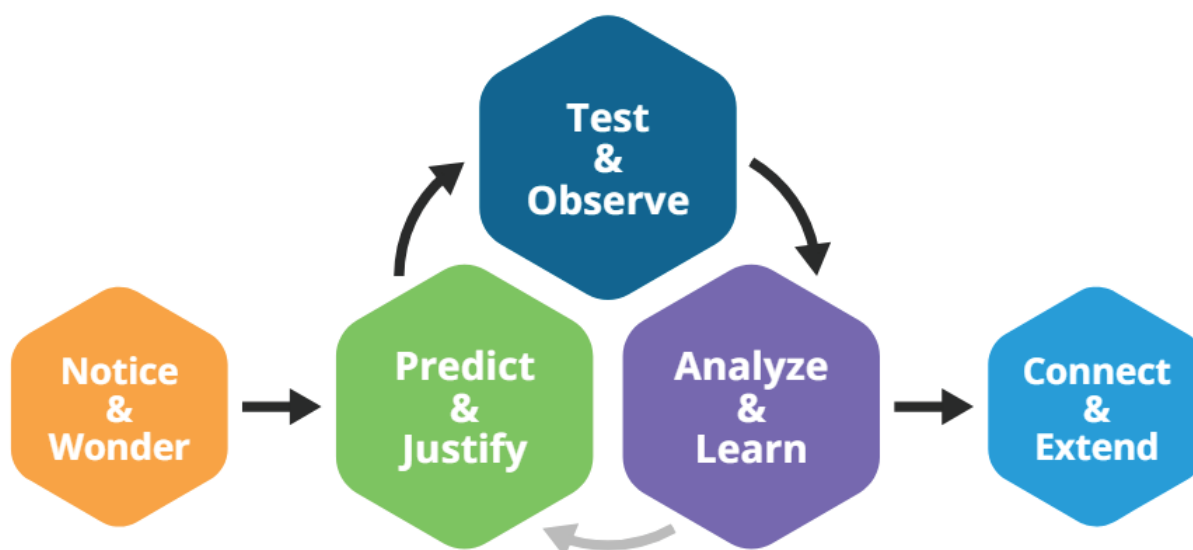 Notice
&
Wonder
Predict
&
Justify
Test
&
Observe
Analyze
&
Learn
Connect
&
Extend